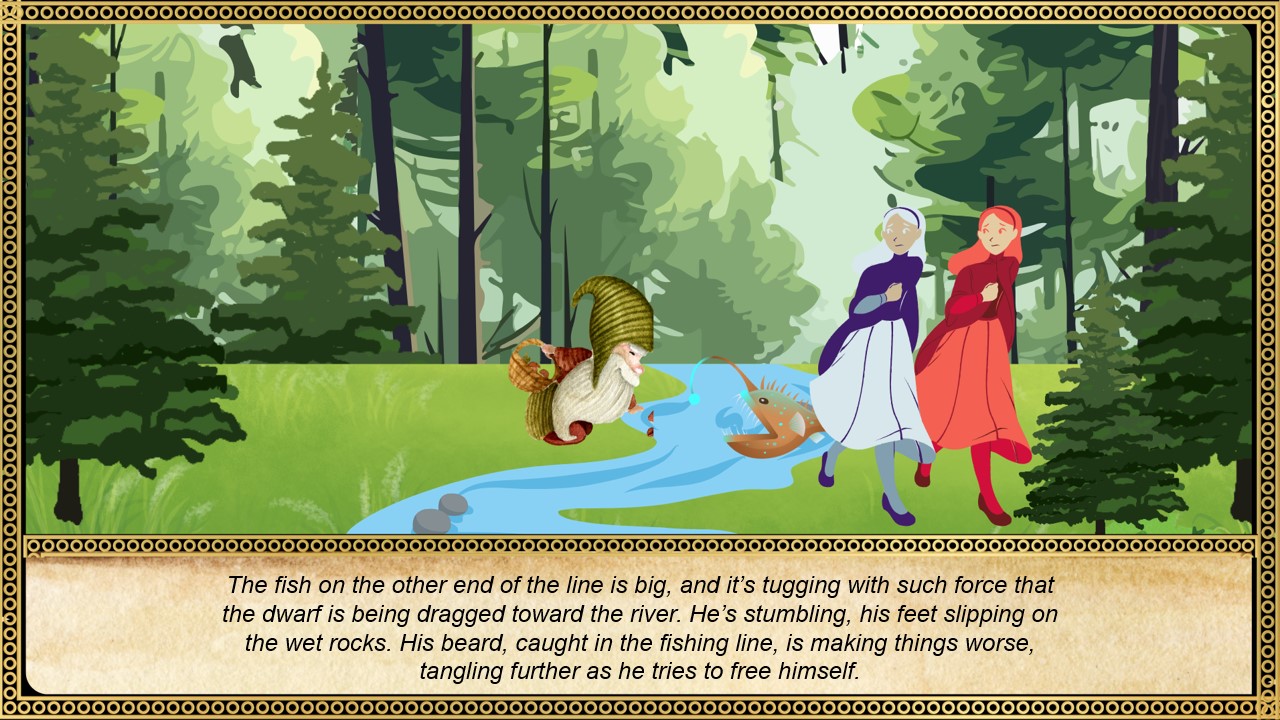 The fish on the other end of the line is big, and it’s tugging with such force that
the dwarf is being dragged toward the river. He’s stumbling, his feet slipping on
the wet rocks. His beard, caught in the fishing line, is making things worse,
tangling further as he tries to free himself.